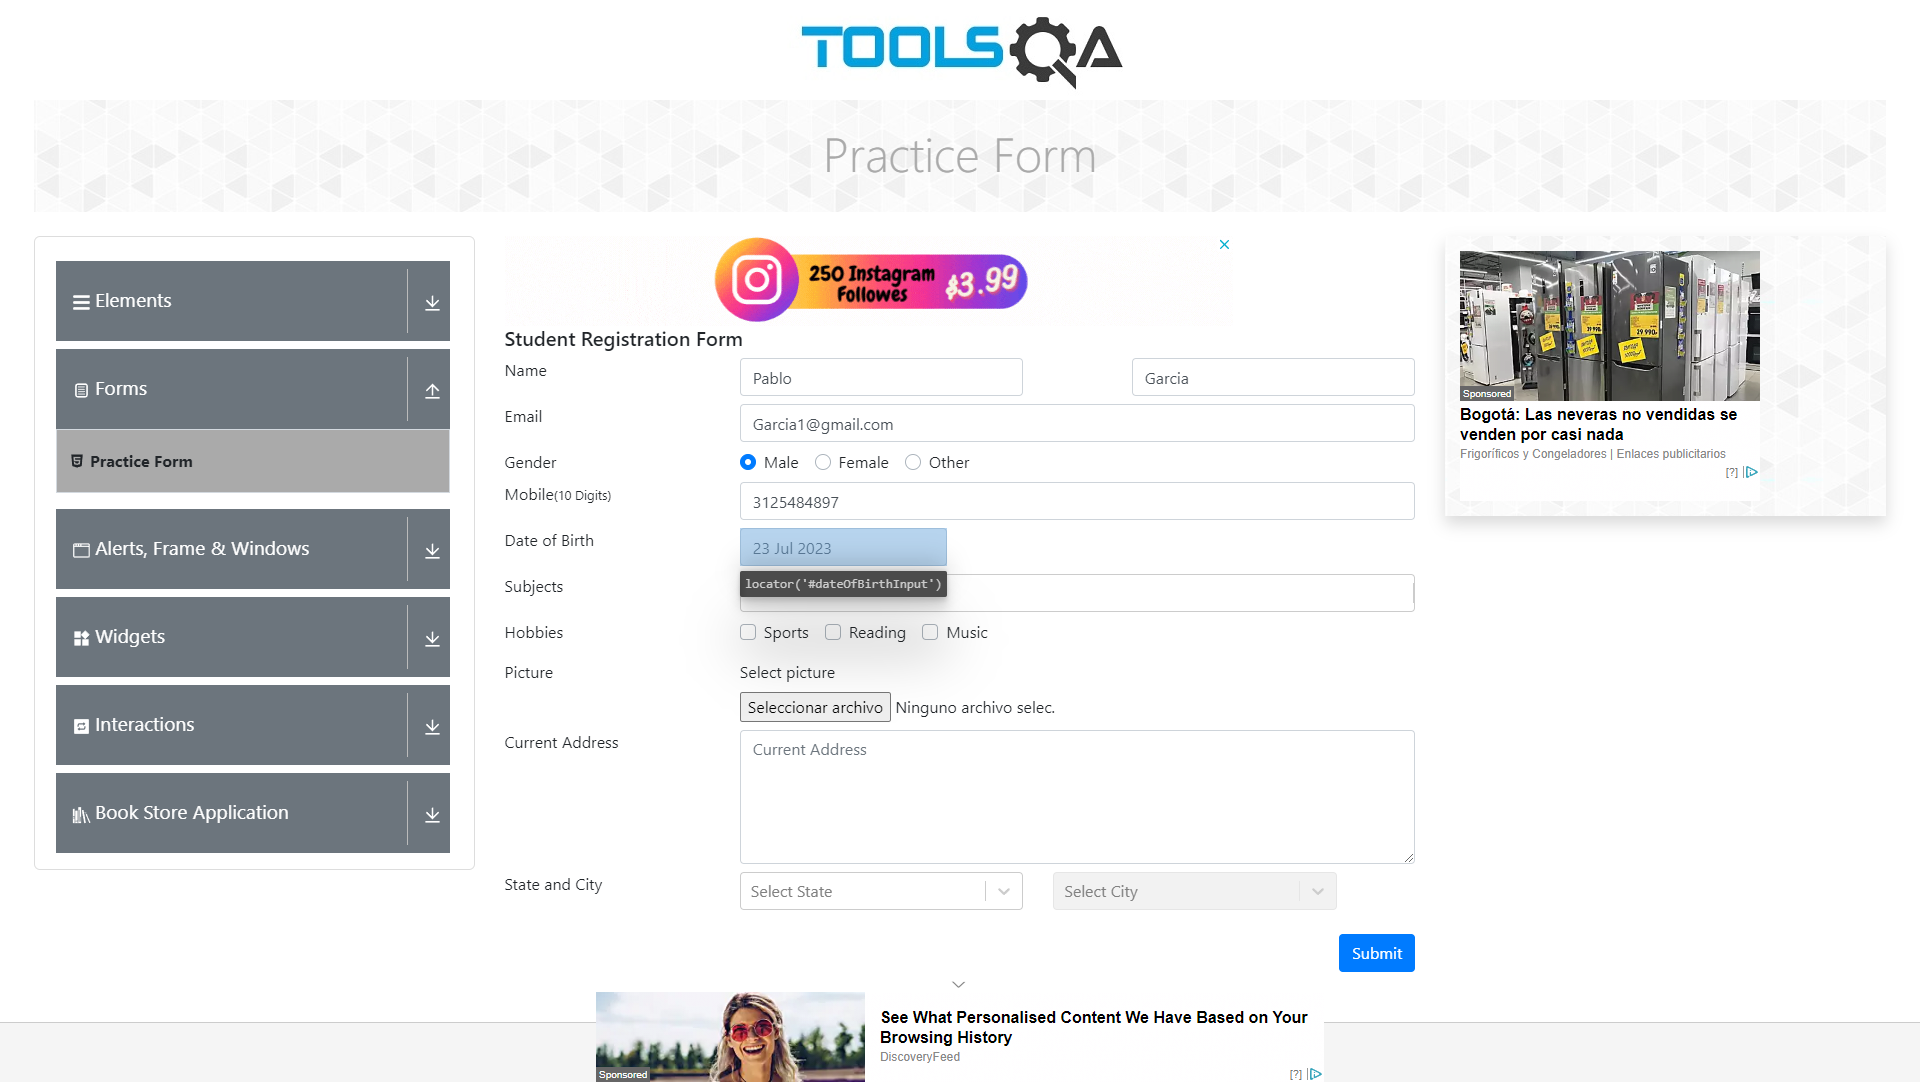 TOOLSQA
Practice Form
Elements
Forms
Practice Form
Alerts, Frame & Windows
Widgets
Interactions
Book Store Application
250 Instagram
Followes
$3.99
Student Registration Form
Name
Pablo
Garcia
Email
Garcia1@gmail.com
Gender
Male
Female
Other
Mobile(10 Digits)
3125484897
Date of Birth
23 Jul 2023
locator('#dateOfBirthInput')
Subjects
Hobbies
Sports
Reading
Music
Picture
Select picture
Seleccionar archivo
Ninguno archivo selec.
Current Address
Current Address
State and City
Select State
Select City
Submit
Sponsored
Bogotá: Las neveras no vendidas se
venden por casi nada
Frigoríficos y Congeladores | Enlaces publicitarios
[?]
Sponsored
See What Personalised Content We Have Based on Your
Browsing History
DiscoveryFeed
[?]